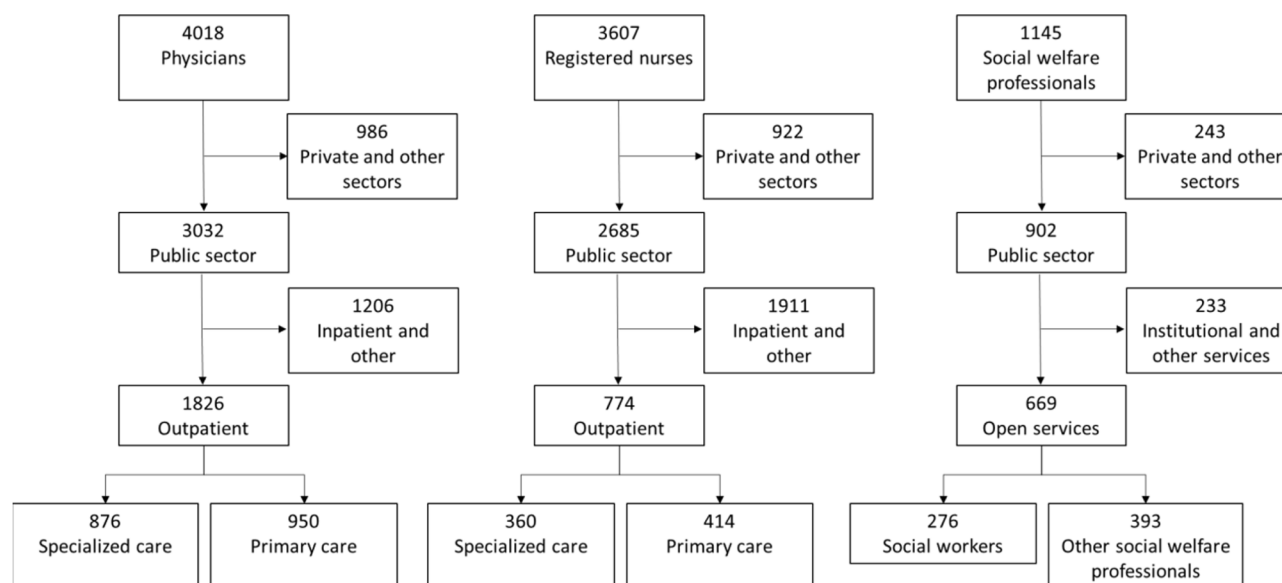 4018
Physicians
3607
Registered nurses
1145
Social welfare
professionals
986
Private and other
sectors
922
Private and other
sectors
243
Private and other
sectors
3032
Public sector
2685
Public sector
902
Public sector
1206
Inpatient and
other
1911
Inpatient and
other
233
Institutional and
other services
1826
Outpatient
774
Outpatient
669
Open services
876
Specialized care
950
Primary care
360
Specialized care
414
Primary care
276
Social workers
393
Other social welfare
professionals